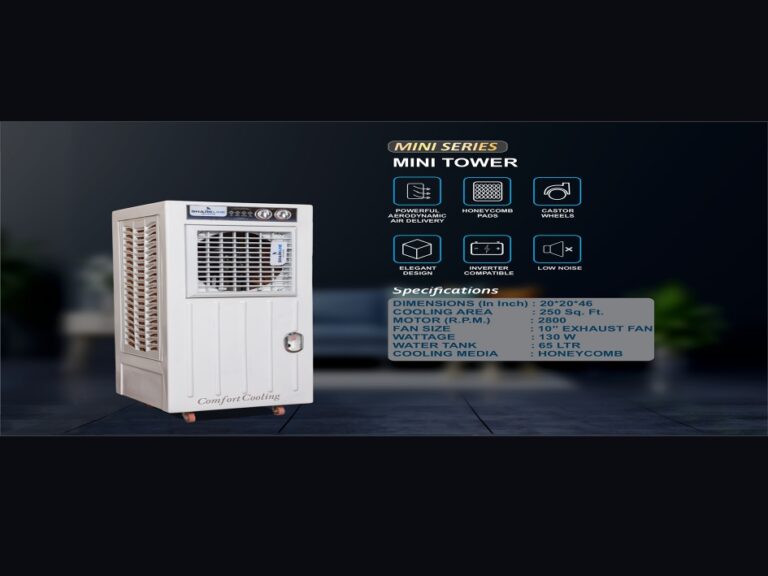 MINI SERIES
MINI TOWER
POWERFUL
AERODYNAMIC
AIR DELIVERY
HONEYCOMB
PADS
CASTOR
WHEELS
ELEGANT
DESIGN
INVERTER
COMPATIBLE
LOW NOISE
Specifications
DIMENSIONS (In Inch) : 20*20*46
COOLING AREA : 250 Sq. Ft.
MOTOR (R.P.M.) : 2800
FAN SIZE : 10" EXHAUST FAN
WATTAGE : 130 W
WATER TANK : 65 LTR
COOLING MEDIA : HONEYCOMB
Comfort Cooling